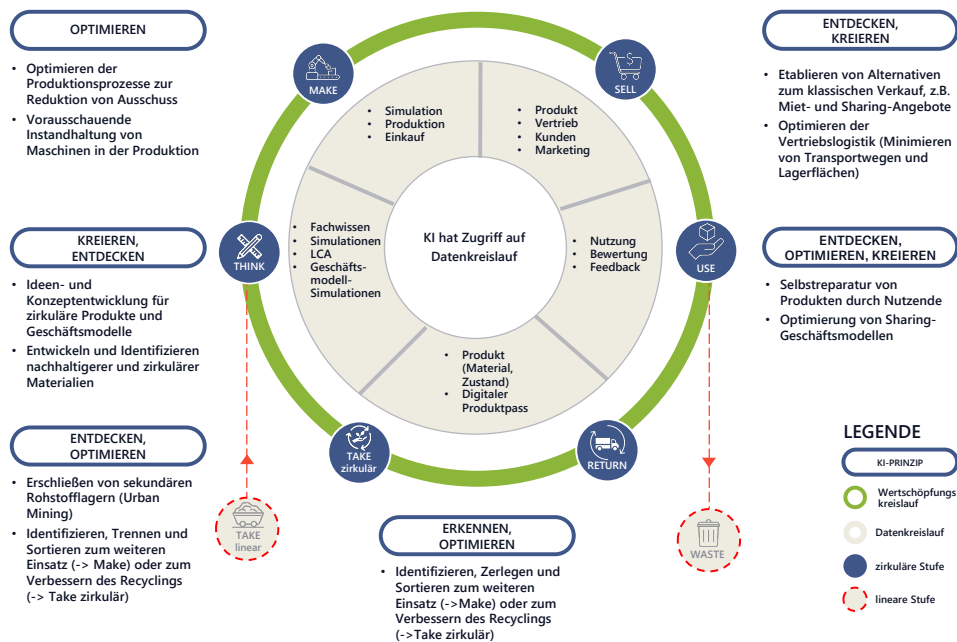 OPTIMIEREN
• Optimieren der
Produktionsprozesse zur
Reduktion von Ausschuss
• Vorausschauende
Instandhaltung von
Maschinen in der Produktion
KREIEREN,
ENTDECKEN
• Ideen- und
Konzeptentwicklung für
zirkuläre Produkte und
Geschäftsmodelle
• Entwickeln und Identifizieren
nachhaltigerer und zirkulärer
Materialien
ENTDECKEN,
OPTIMIEREN
• Erschließen von sekundären
Rohstofflagern (Urban
Mining)
• Identifizieren, Trennen und
Sortieren zum weiteren
Einsatz (-> Make) oder zum
Verbessern des Recyclings
(-> Take zirkulär)
MAKE
SELL
THINK
USE
TAKE
zirkulär
RETURN
TAKE
linear
WASTE
• Simulation
• Produktion
• Einkauf
• Produkt
• Vertrieb
• Kunden
• Marketing
• Fachwissen
• Simulationen
• LCA
• Geschäfts-
modell-
Simulationen
KI hat Zugriff auf
Datenkreislauf
• Nutzung
• Bewertung
• Feedback
• Produkt
(Material,
Zustand)
• Digitaler
Produktpass
ERKENNEN,
OPTIMIEREN
• Identifizieren, Zerlegen und
Sortieren zum weiteren
Einsatz (->Make) oder zum
Verbessern des Recyclings
(->Take zirkulär)
ENTDECKEN,
KREIEREN
• Etablieren von Alternativen
zum klassischen Verkauf, z.B.
Miet- und Sharing-Angebote
• Optimieren der
Vertriebslogistik (Minimieren
von Transportwegen und
Lagerflächen)
ENTDECKEN,
OPTIMIEREN, KREIEREN
• Selbstreparatur von
Produkten durch Nutzende
• Optimierung von Sharing-
Geschäftsmodellen
LEGENDE
KI-PRINZIP
Wertschöpfungs
kreislauf
Datenkreislauf
zirkuläre Stufe
lineare Stufe